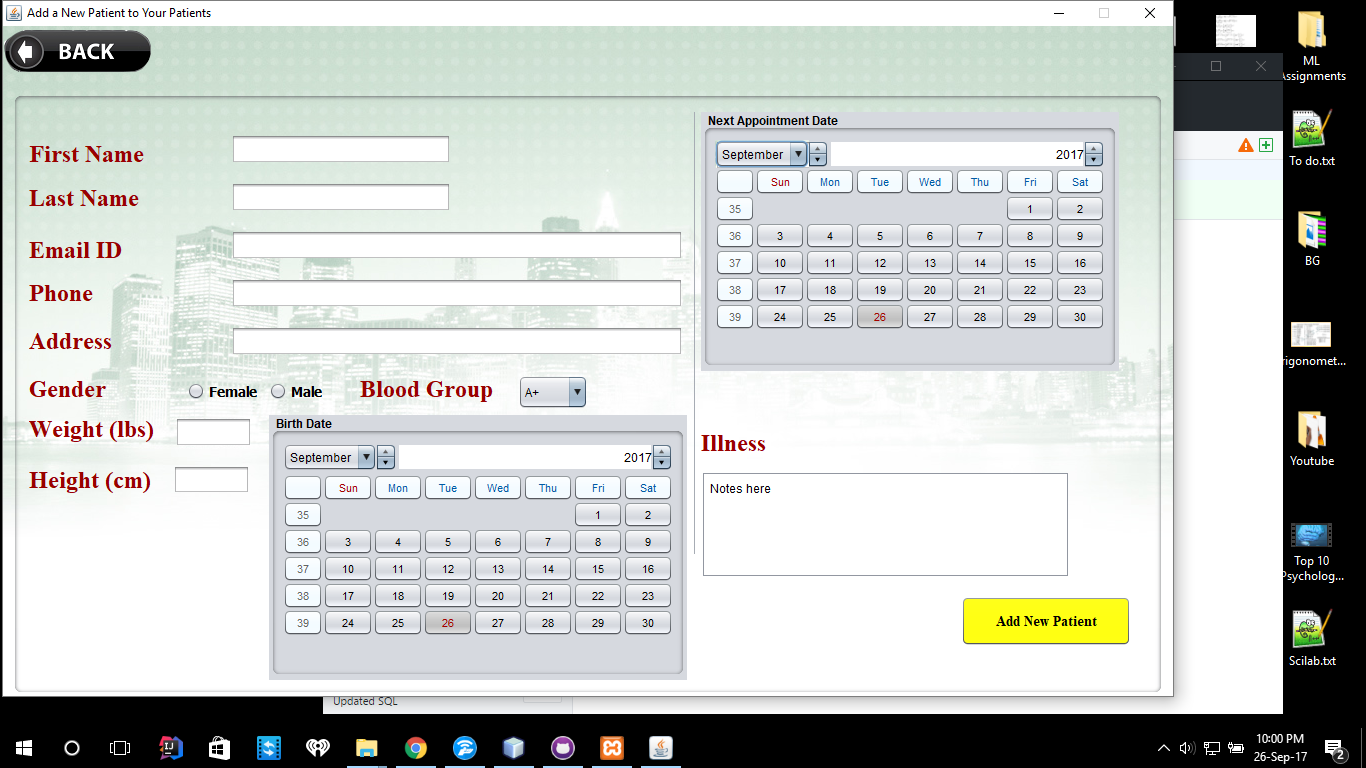 Add a New Patient to Your Patients
BACK
First Name
Last Name
Email ID
Phone
Address
Gender
Female
Male
Blood Group
A+
Weight (lbs)
Height (cm)
Birth Date
September
2017
Sun Mon Tue Wed Thu Fri Sat
35 1 2
36 3 4 5 6 7 8 9
37 10 11 12 13 14 15 16
38 17 18 19 20 21 22 23
39 24 25 26 27 28 29 30
Next Appointment Date
September
2017
Sun Mon Tue Wed Thu Fri Sat
35 1 2
36 3 4 5 6 7 8 9
37 10 11 12 13 14 15 16
38 17 18 19 20 21 22 23
39 24 25 26 27 28 29 30
Illness
Notes here
Add New Patient
Updated SQL
ML
Assignments
To do.txt
BG
rigonomet...
Youtube
Top 10
Psycholog...
Scilab.txt
IJ
10:00 PM
26-Sep-17
2